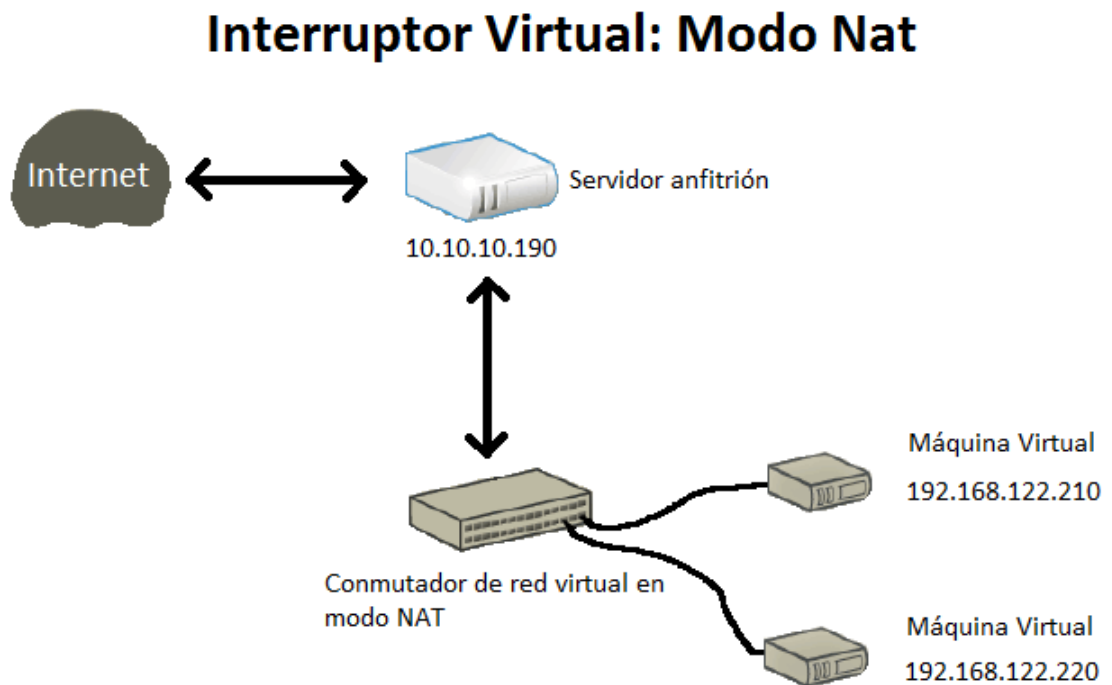 Interruptor Virtual: Modo Nat
Internet
Servidor anfitrión
10.10.10.190
Máquina Virtual
192.168.122.210
Conmutador de red virtual en
modo NAT
Máquina Virtual
192.168.122.220